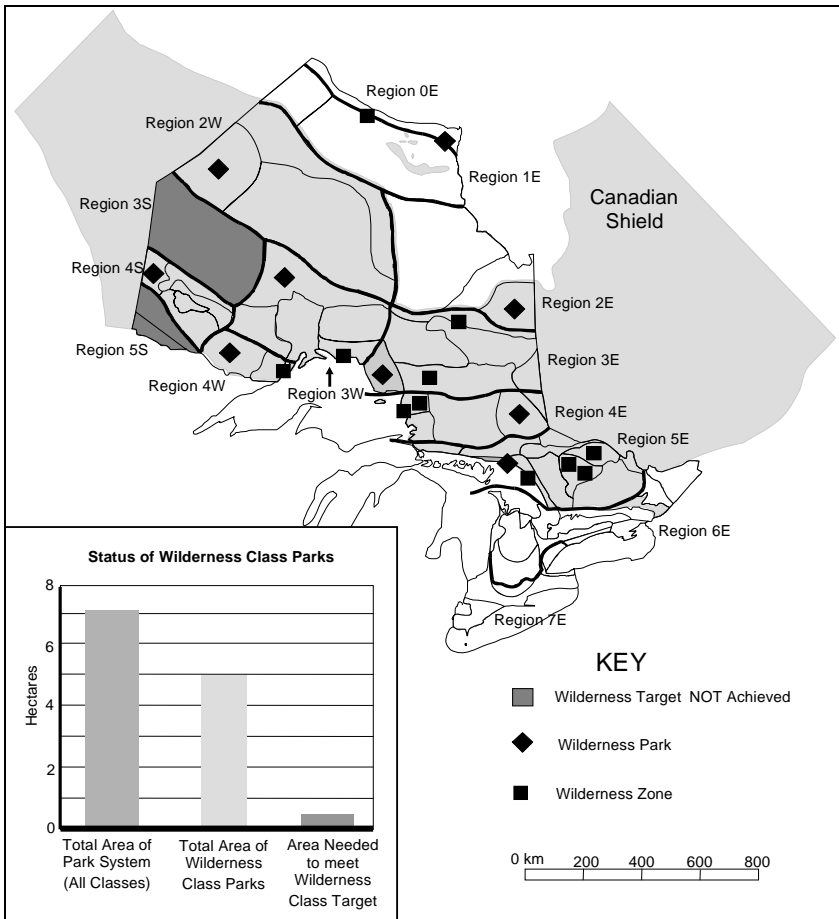 Region 0E
Region 2W
Region 1E
Canadian
Shield
Region 3S
Region 4S
Region 2E
Region 5S
Region 3E
Region 4W
Region 3W
Region 4E
Region 5E
Region 6E
Region 7E
Status of Wilderness Class Parks
8
6
4
2
0
Hectares
Total Area of
Park System
(All Classes)
Total Area of
Wilderness
Class Parks
Area Needed
to meet
Wilderness
Class Target
KEY
Wilderness Target NOT Achieved
Wilderness Park
Wilderness Zone
0 km 200 400 600 800